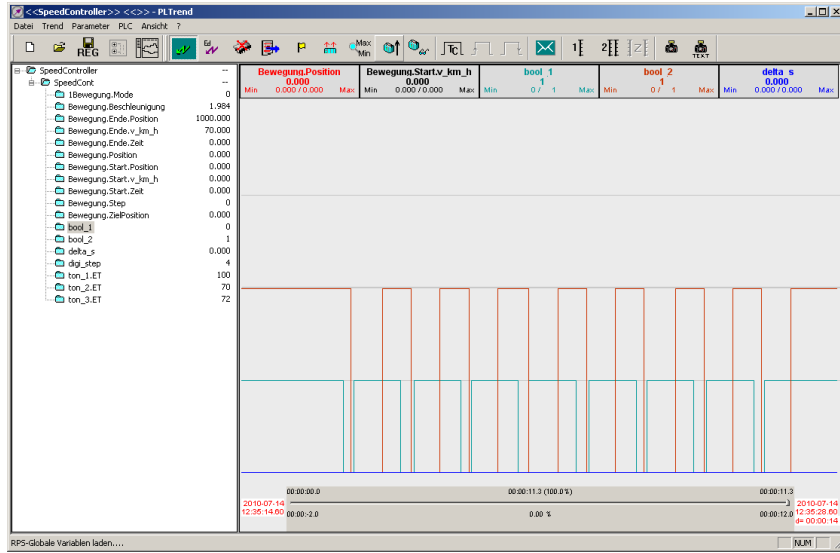 <<SpeedController>> <<>> - PLTrend
Datei Trend Parameter PLC Ansicht ?
REG Max Min TC 1 2 TEXT
SpeedController --
SpeedCont --
1Bewegung.Mode 0
Bewegung.Beschleunigung 1.984
Bewegung.Ende.Position 1000.000
Bewegung.Ende.v_km_h 70.000
Bewegung.Ende.Zeit 0.000
Bewegung.Position 0.000
Bewegung.Start.Position 0.000
Bewegung.Start.v_km_h 0.000
Bewegung.Start.Zeit 0.000
Bewegung.Step 0
Bewegung.ZielPosition 0.000
bool_1 0
bool_2 1
delta_s 0.000
digi_step 4
ton_1.ET 100
ton_2.ET 70
ton_3.ET 72
Bewegung.Position Bewegung.Start.v_km_h bool_1 bool_2 delta_s
0.000 0.000 1 1 0.000
Min 0.000 / 0.000 Max Min 0.000 / 0.000 Max Min 0 / 1 Max Min 0 / 1 Max Min 0.000 / 0.000 Max
00:00:00.0 00:00:11.3 (100.0%) 00:00:11.3
2010-07-14 2010-07-14
12:35:14.60 00:00:-2.0 0.00 % 00:00:12.0 12:35:28.60
d= 00:00:14
RPS-Globale Variablen laden.... NUM